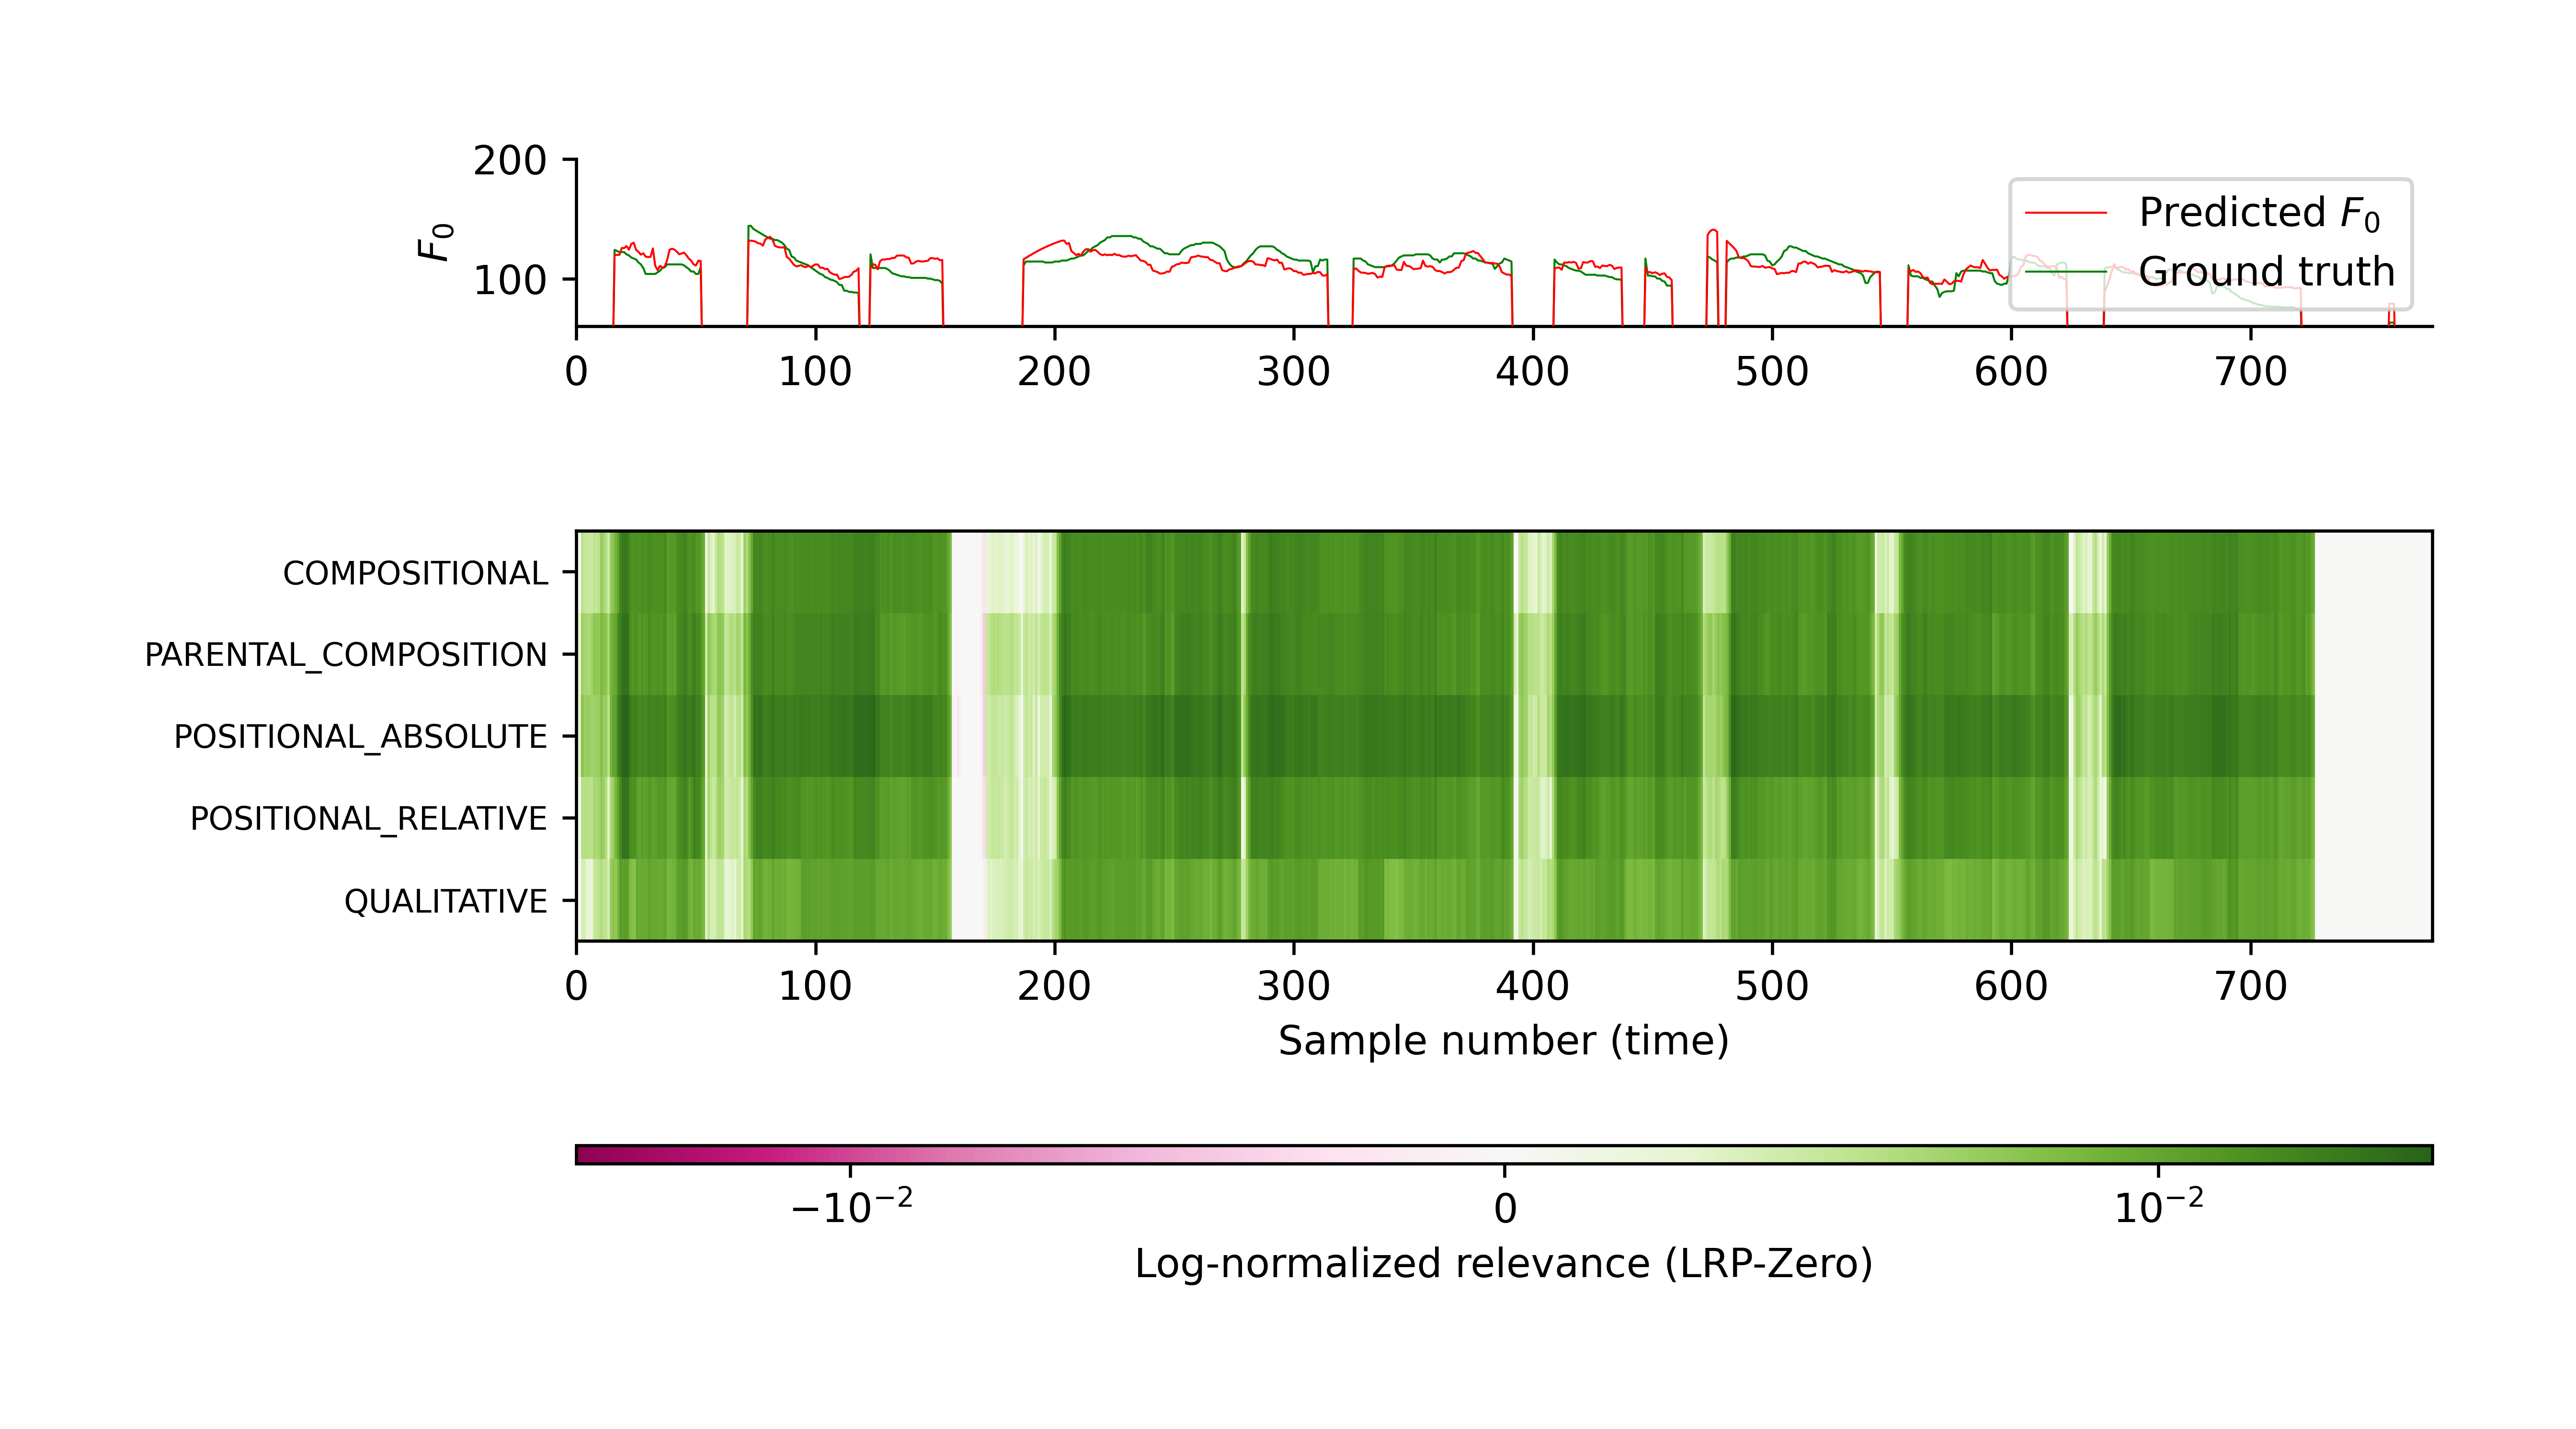 200
100
F₀
Predicted F₀
Ground truth
0 100 200 300 400 500 600 700
COMPOSITIONAL
PARENTAL_COMPOSITION
POSITIONAL_ABSOLUTE
POSITIONAL_RELATIVE
QUALITATIVE
0 100 200 300 400 500 600 700
Sample number (time)
−10⁻² 0 10⁻²
Log-normalized relevance (LRP-Zero)